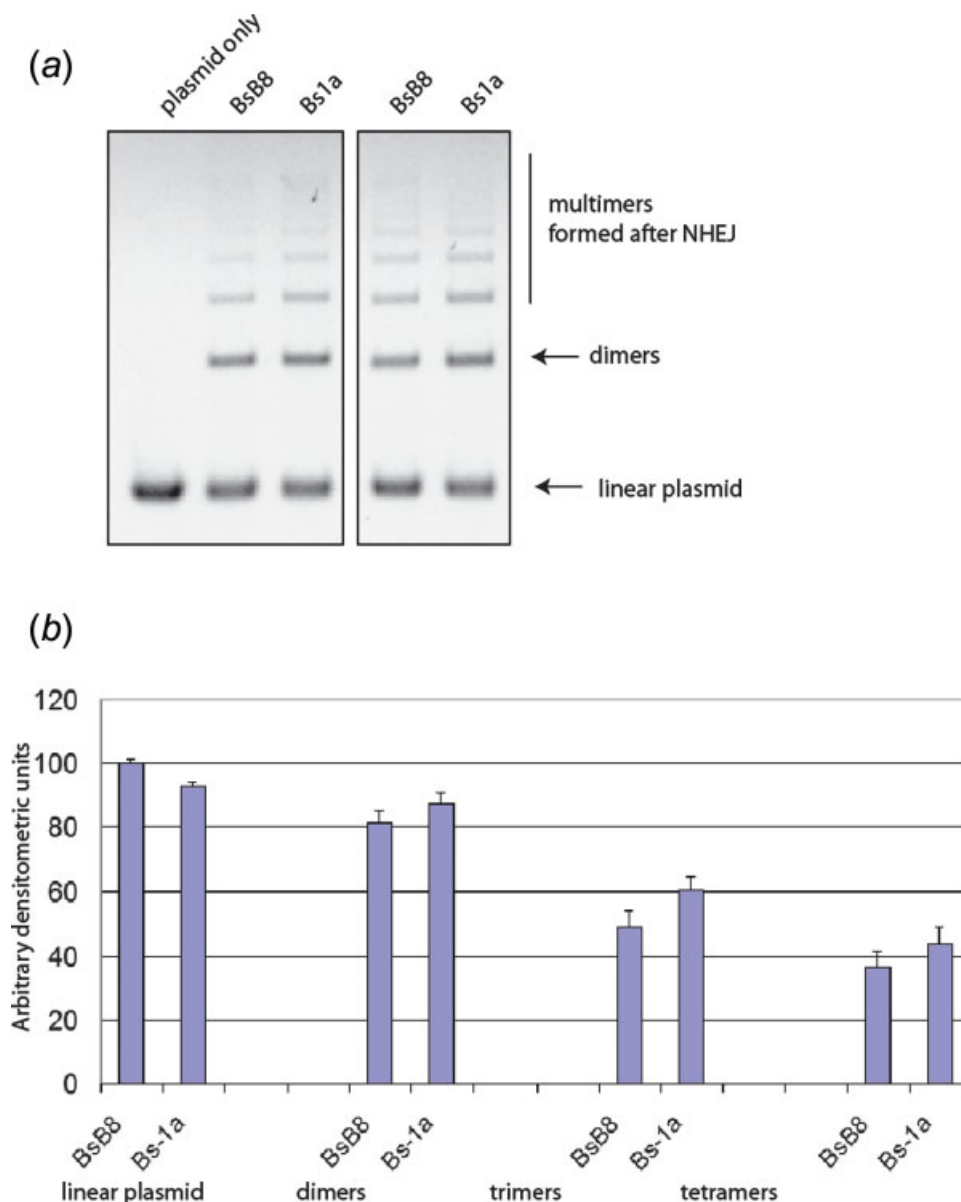 (a)
plasmid only
BsB8
Bs1a
BsB8
Bs1a
multimers
formed after NHEJ
dimers
linear plasmid
(b)
Arbitrary densitometric units
120
100
80
60
40
20
0
BsB8 Bs-1a BsB8 Bs-1a BsB8 Bs-1a BsB8 Bs-1a
linear plasmid dimers trimers tetramers